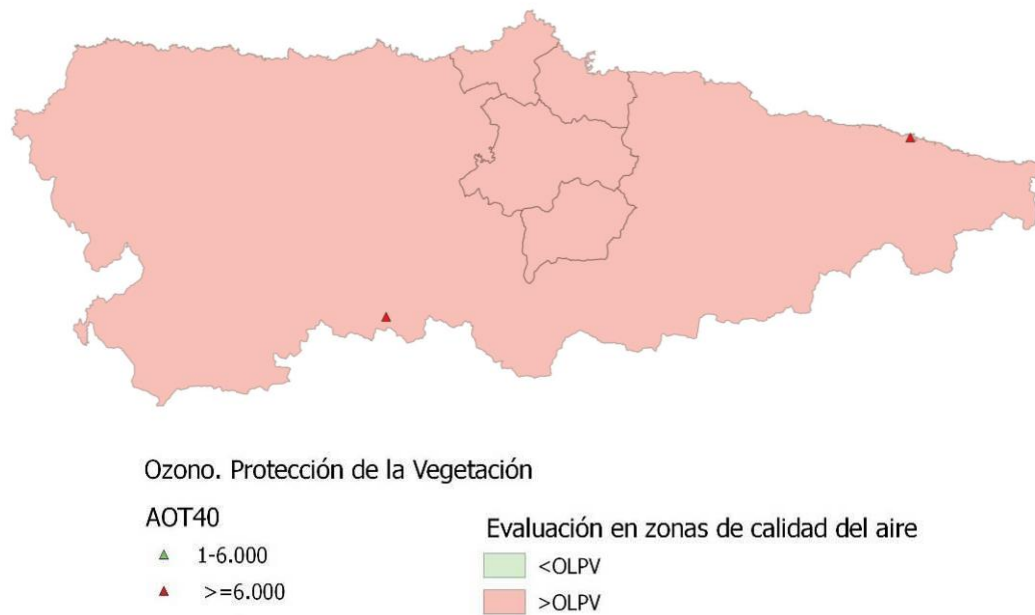 Ozono. Protección de la Vegetación
AOT40
1-6.000
>=6.000
Evaluación en zonas de calidad del aire
<OLPV
>OLPV